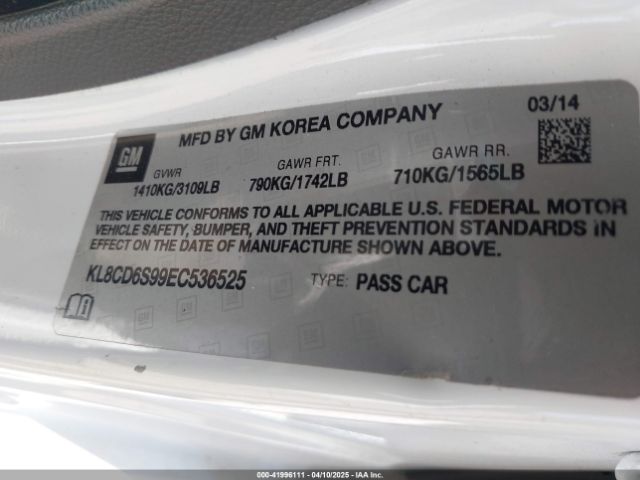 MFD BY GM KOREA COMPANY 03/14
GM
GVWR GAWR FRT. GAWR RR.
1410KG/3109LB 790KG/1742LB 710KG/1565LB
THIS VEHICLE CONFORMS TO ALL APPLICABLE U.S. FEDERAL MOTOR
VEHICLE SAFETY, BUMPER, AND THEFT PREVENTION STANDARDS IN
EFFECT ON THE DATE OF MANUFACTURE SHOWN ABOVE.
KL8CD6S99EC536525 TYPE: PASS CAR
000-41996111 - 04/10/2025 - IAA Inc.